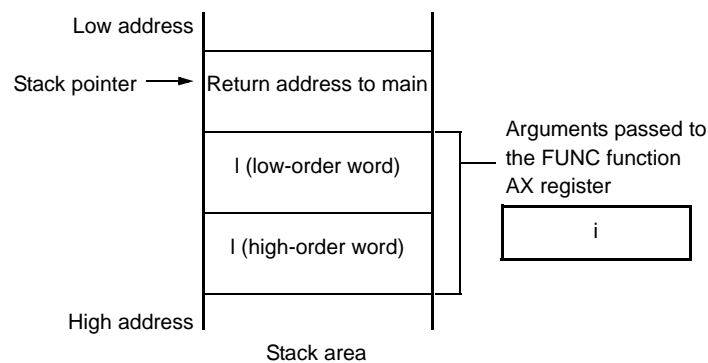 Low address
Stack pointer
Return address to main
Arguments passed to
the FUNC function
AX register
l (low-order word)
i
l (high-order word)
High address
Stack area